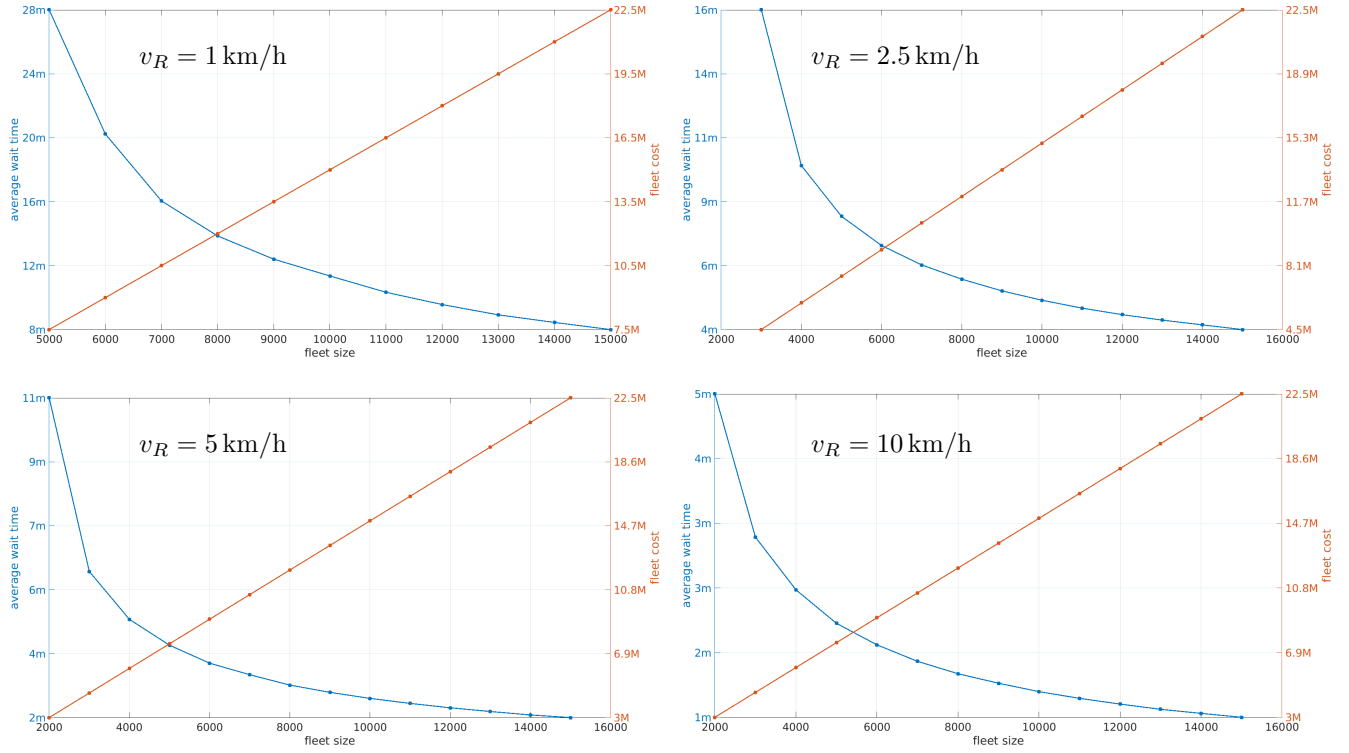 28m
24m
20m
16m
12m
8m
average wait time
v_R = 1 km/h
22.5M
19.5M
16.5M
13.5M
10.5M
7.5M
fleet cost
5000 6000 7000 8000 9000 10000 11000 12000 13000 14000 15000
fleet size
16m
14m
11m
9m
6m
4m
average wait time
v_R = 2.5 km/h
22.5M
18.9M
15.3M
11.7M
8.1M
4.5M
fleet cost
2000 4000 6000 8000 10000 12000 14000 16000
fleet size
11m
9m
7m
6m
4m
2m
average wait time
v_R = 5 km/h
22.5M
18.6M
14.7M
10.8M
6.9M
3M
fleet cost
2000 4000 6000 8000 10000 12000 14000 16000
fleet size
5m
4m
3m
3m
2m
1m
average wait time
v_R = 10 km/h
22.5M
18.6M
14.7M
10.8M
6.9M
3M
fleet cost
2000 4000 6000 8000 10000 12000 14000 16000
fleet size